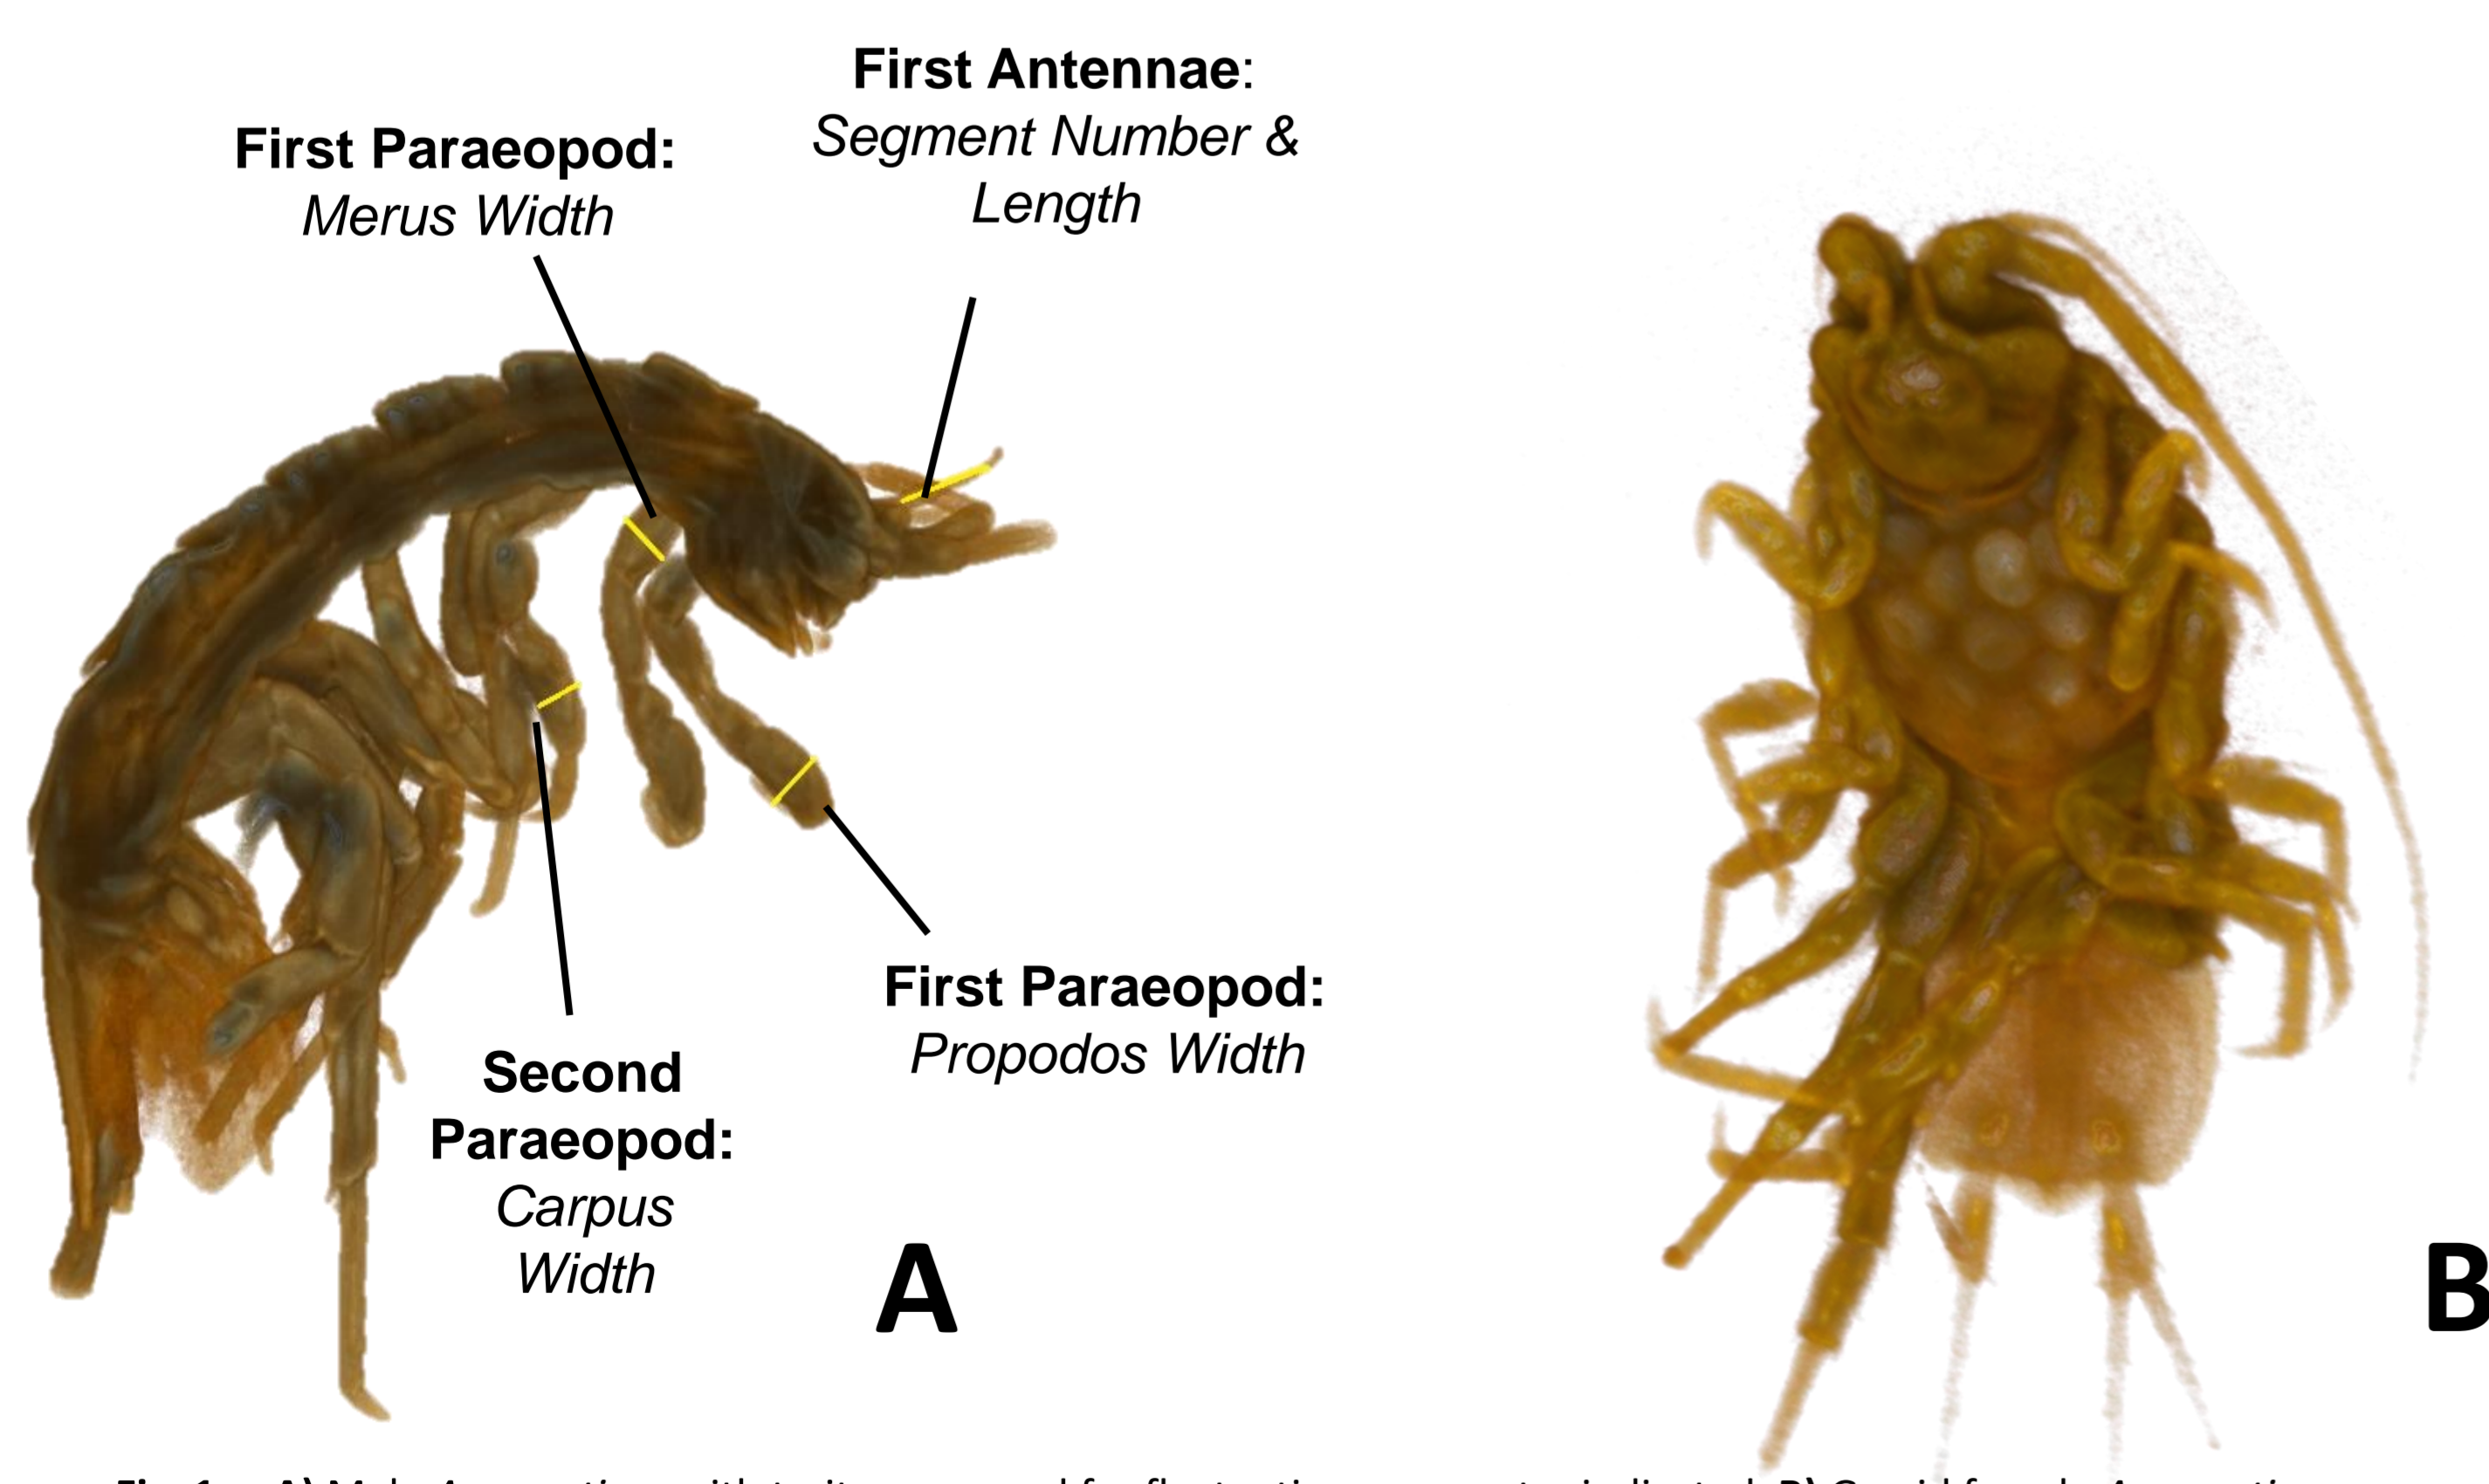 First Antennae:
Segment Number &
Length
First Paraeopod:
Merus Width
First Paraeopod:
Propodos Width
Second
Paraeopod:
Carpus
Width
A
B